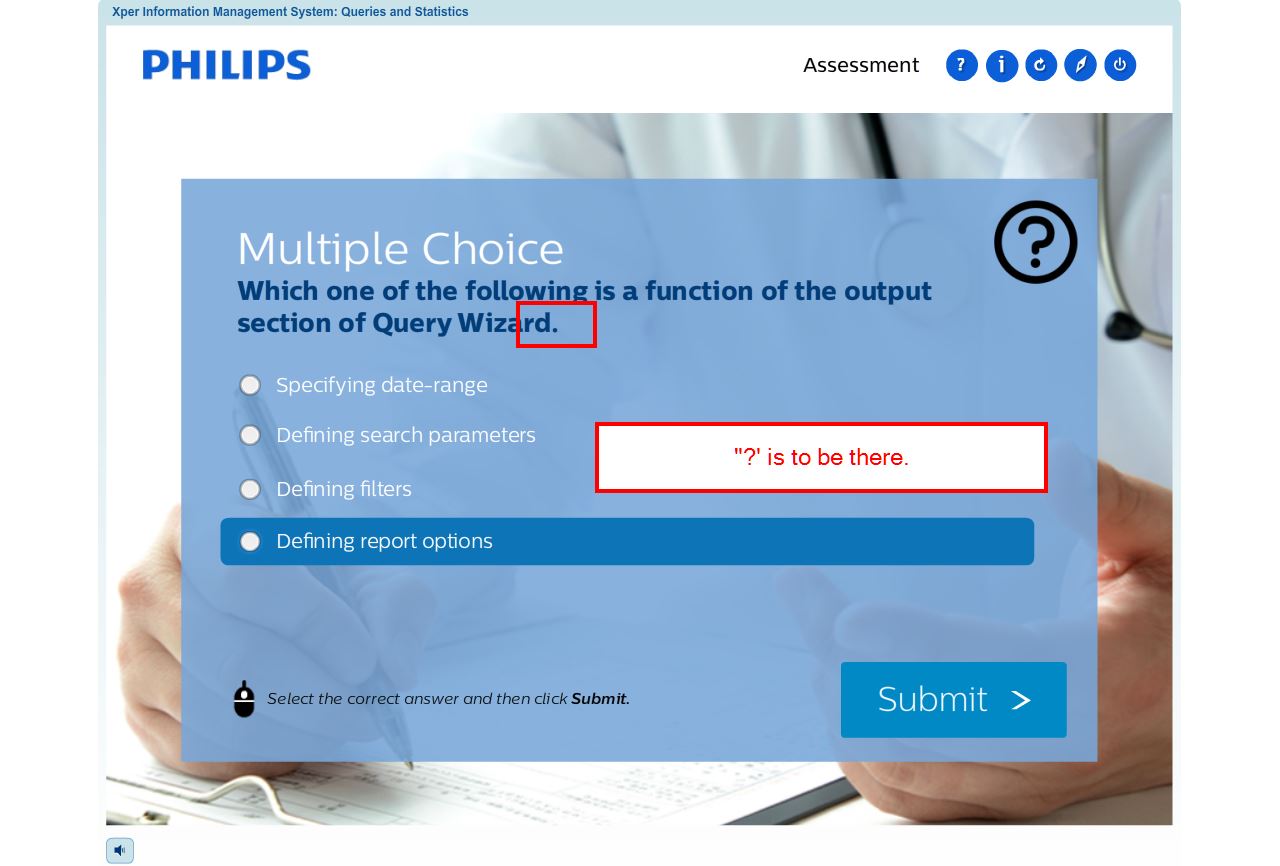 Xper Information Management System: Queries and Statistics
PHILIPS
Assessment
Multiple Choice
Which one of the following is a function of the output
section of Query Wizard.
Specifying date-range
Defining search parameters
"?' is to be there.
Defining filters
Defining report options
Select the correct answer and then click Submit.
Submit >